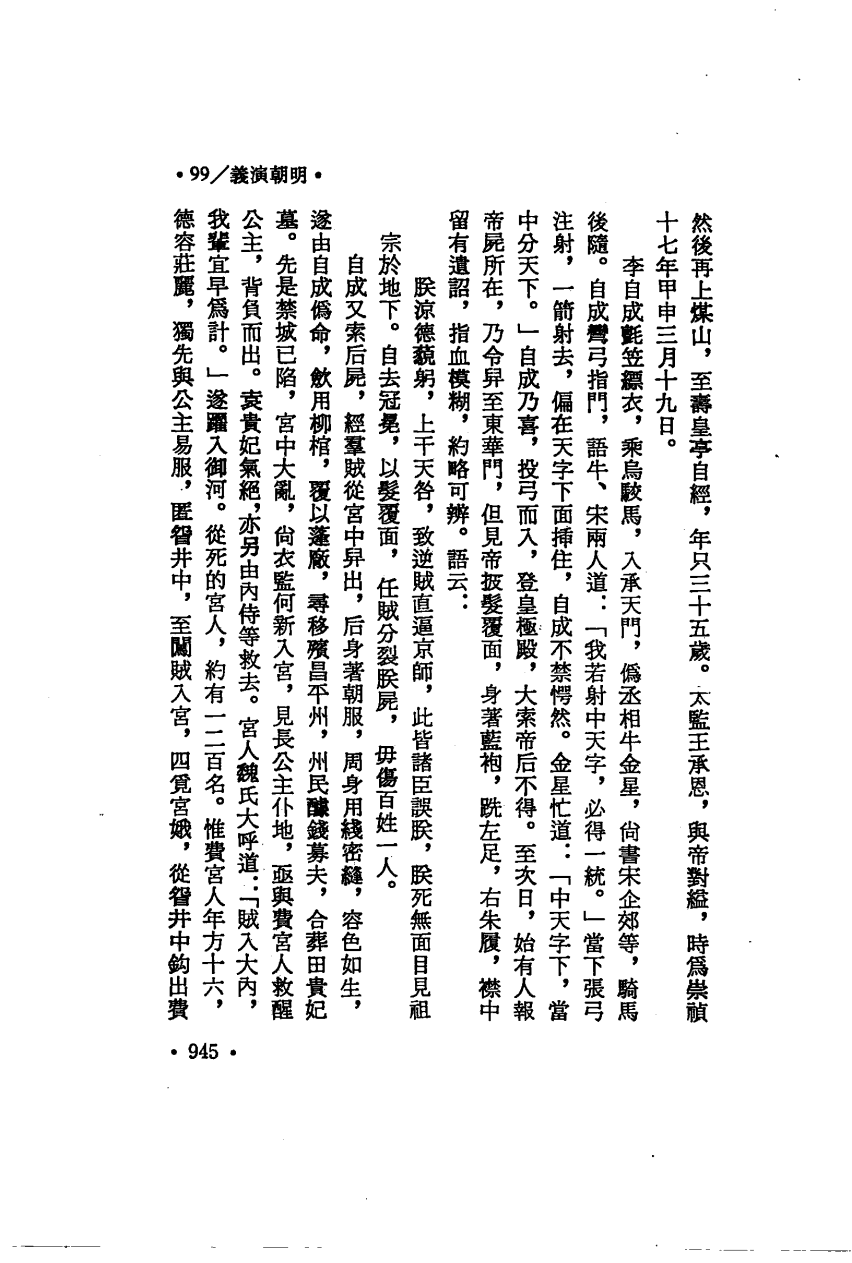 •99／義演朝明•
然後再上煤山，至壽皇亭自經，年只三十五歲。太監王承恩，與帝對縊，時爲崇禎
十七年甲申三月十九日。
李自成氈笠縹衣，乘烏駮馬，入承天門，僞丞相牛金星，尙書宋企郊等，騎馬
後隨。自成彎弓指門，語牛、宋兩人道：「我若射中天字，必得一統。」當下張弓
注射，一箭射去，偏在天字下面揷住，自成不禁愕然。金星忙道：「中天字下，當
中分天下。」自成乃喜，投弓而入，登皇極殿，大索帝后不得。至次日，始有人報
帝屍所在，乃令舁至東華門，但見帝披髮覆面，身著藍袍，跣左足，右朱履，襟中
留有遺詔，指血模糊，約略可辨。語云：
朕涼德藐躬，上干天咎，致逆賊直逼京師，此皆諸臣誤朕，朕死無面目見祖
宗於地下。自去冠冕，以髮覆面，任賊分裂朕屍，毋傷百姓一人。
自成又索后屍，經羣賊從宮中舁出，后身著朝服，周身用綫密縫，容色如生，
遂由自成僞命，斂用柳棺，覆以蓬廠，尋移殯昌平州，州民醵錢募夫，合葬田貴妃
墓。先是禁城已陷，宮中大亂，尙衣監何新入宮，見長公主仆地，亟與費宮人救醒
公主，背負而出。袁貴妃氣絕，亦另由內侍等救去。宮人魏氏大呼道：「賊入大內，
我輩宜早爲計。」遂躍入御河。從死的宮人，約有一二百名。惟費宮人年方十六，
德容莊麗，獨先與公主易服，匿眢井中，至闖賊入宮，四覓宮娥，從眢井中鈎出費
•945•